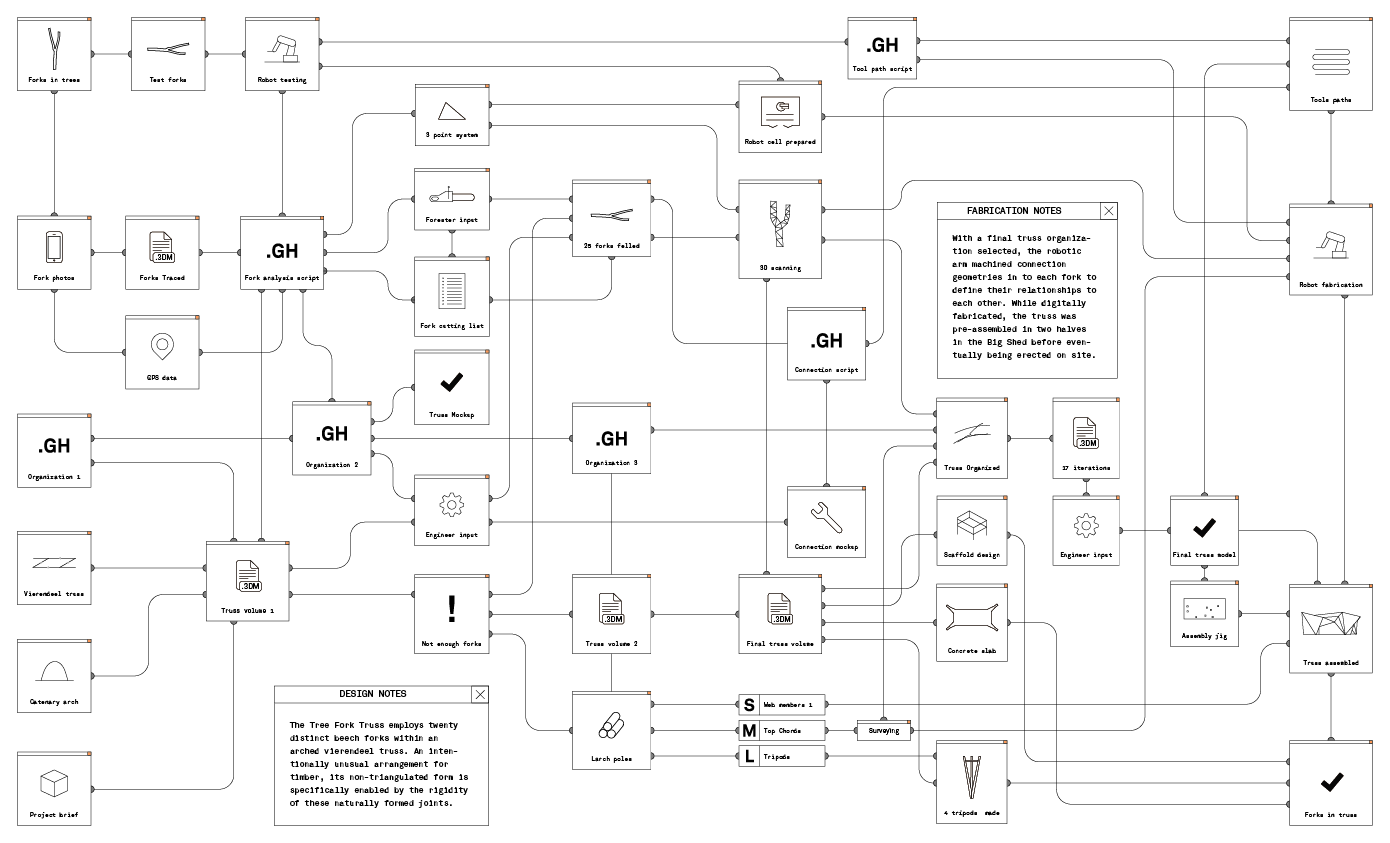 Forks in trees
Test forks
Robot testing
.GH
Tool path script
Tools paths
3 point system
Robot cell prepared
Forester input
25 forks felled
3D scanning
FABRICATION NOTES
With a final truss organiza-
tion selected, the robotic
arm machined connection
geometries in to each fork to
define their relationships to
each other. While digitally
fabricated, the truss was
pre-assembled in two halves
in the Big Shed before even-
tually being erected on site.
Robot fabrication
Fork photos
.3DM
Forks Traced
.GH
Fork analysis script
Fork cutting list
GPS data
.GH
Connection script
Truss Mockup
.GH
Organization 1
.GH
Organization 2
.GH
Organization 3
Truss Organized
.3DM
17 iterations
Engineer input
Connection mockup
Scaffold design
Engineer input
Final truss model
Vierendeel truss
.3DM
Truss volume 1
!
Not enough forks
.3DM
Truss volume 2
.3DM
Final truss volume
Concrete slab
Assembly jig
Truss assembled
Catenary arch
DESIGN NOTES
The Tree Fork Truss employs twenty
distinct beech forks within an
arched vierendeel truss. An inten-
tionally unusual arrangement for
timber, its non-triangulated form is
specifically enabled by the rigidity
of these naturally formed joints.
Larch poles
S Web members 1
M Top Chords
L Tripods
Surveying
4 tripods made
Forks in truss
Project brief